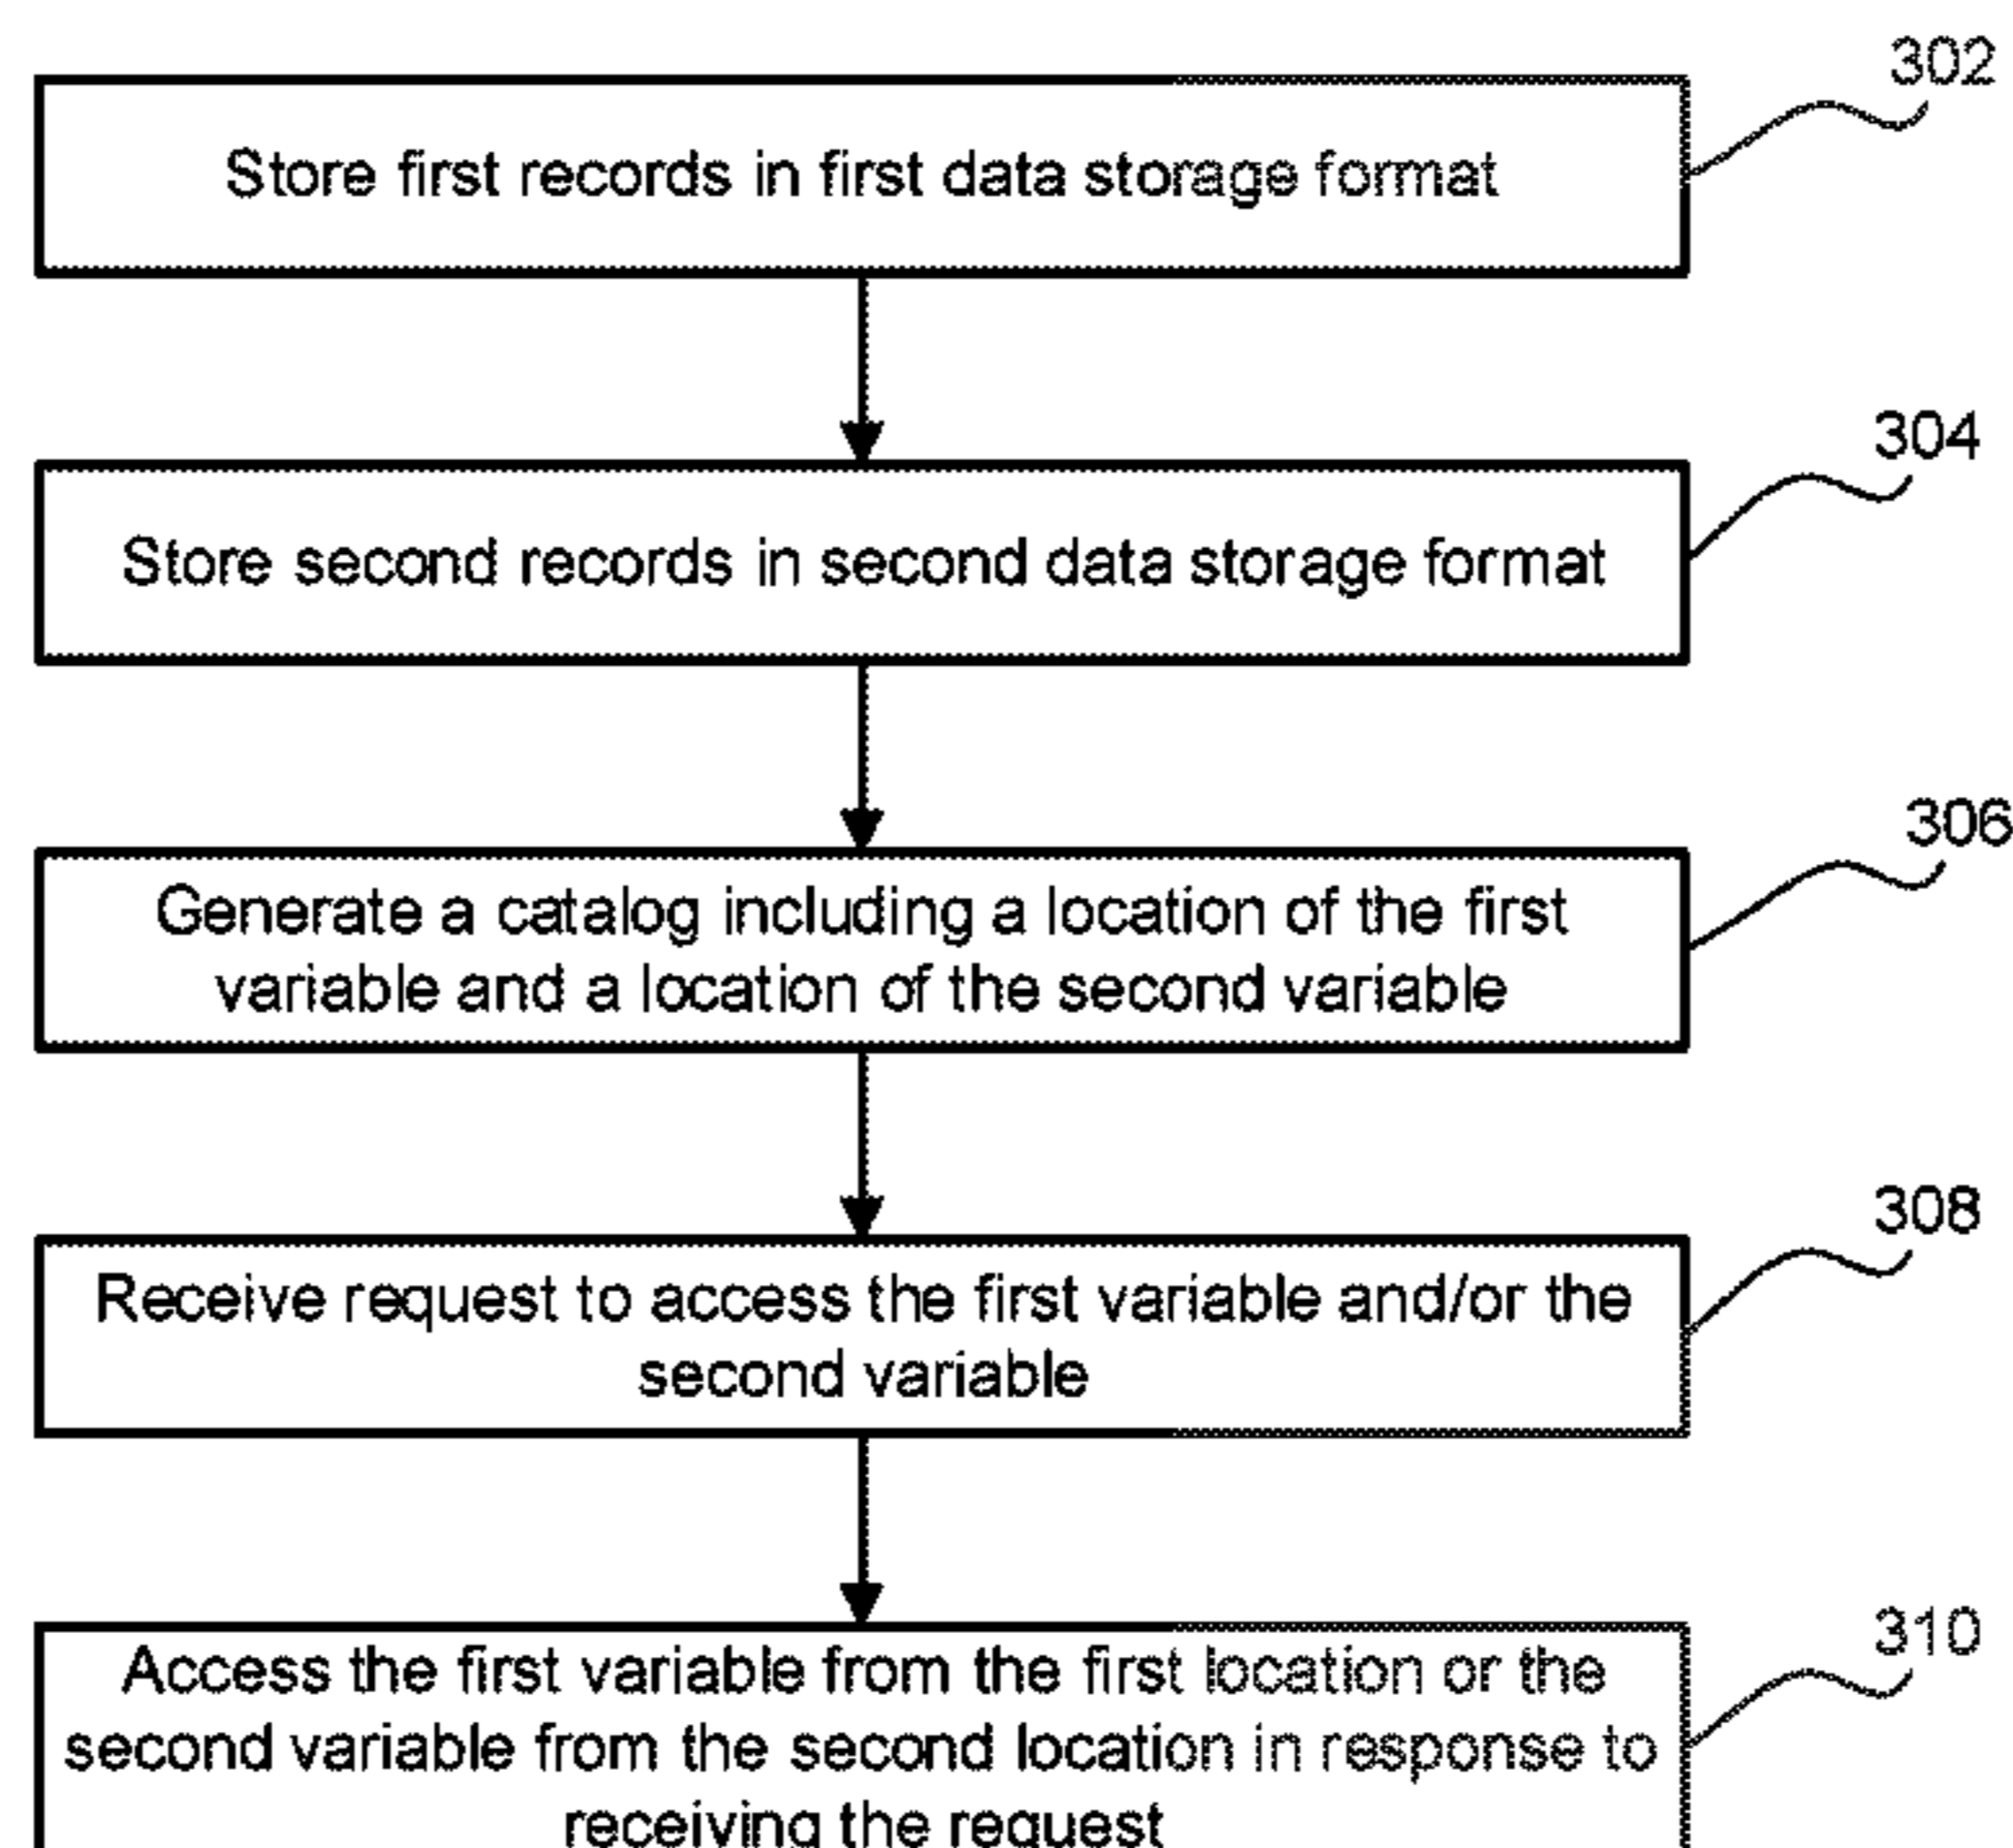 302
Store first records in first data storage format
304
Store second records in second data storage format
306
Generate a catalog including a location of the first
variable and a location of the second variable
308
Receive request to access the first variable and/or the
second variable
310
Access the first variable from the first location or the
second variable from the second location in response to
receiving the request